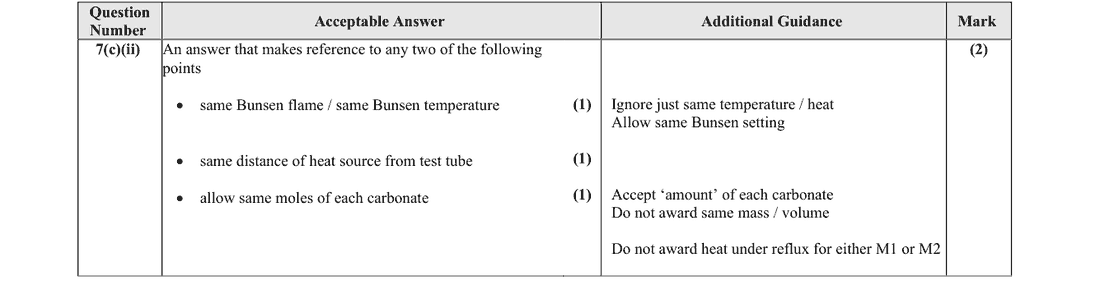 Question Number
Acceptable Answer
Additional Guidance
Mark
7(c)(ii)
An answer that makes reference to any two of the following
points
(2)
• same Bunsen flame / same Bunsen temperature (1)
Ignore just same temperature / heat
Allow same Bunsen setting
• same distance of heat source from test tube (1)
• allow same moles of each carbonate (1)
Accept ‘amount’ of each carbonate
Do not award same mass / volume
Do not award heat under reflux for either M1 or M2